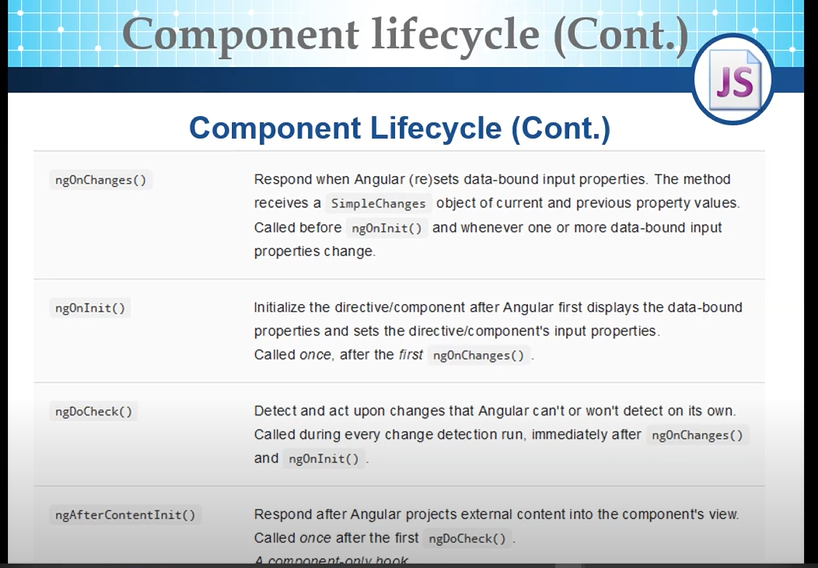 Component lifecycle (Cont.)
JS
Component Lifecycle (Cont.)
ngOnChanges()
Respond when Angular (re)sets data-bound input properties. The method
receives a SimpleChanges object of current and previous property values.
Called before ngOnInit() and whenever one or more data-bound input
properties change.
ngOnInit()
Initialize the directive/component after Angular first displays the data-bound
properties and sets the directive/component's input properties.
Called once, after the first ngOnChanges() .
ngDoCheck()
Detect and act upon changes that Angular can't or won't detect on its own.
Called during every change detection run, immediately after ngOnChanges()
and ngOnInit() .
ngAfterContentInit()
Respond after Angular projects external content into the component's view.
Called once after the first ngDoCheck() .
A component-only hook